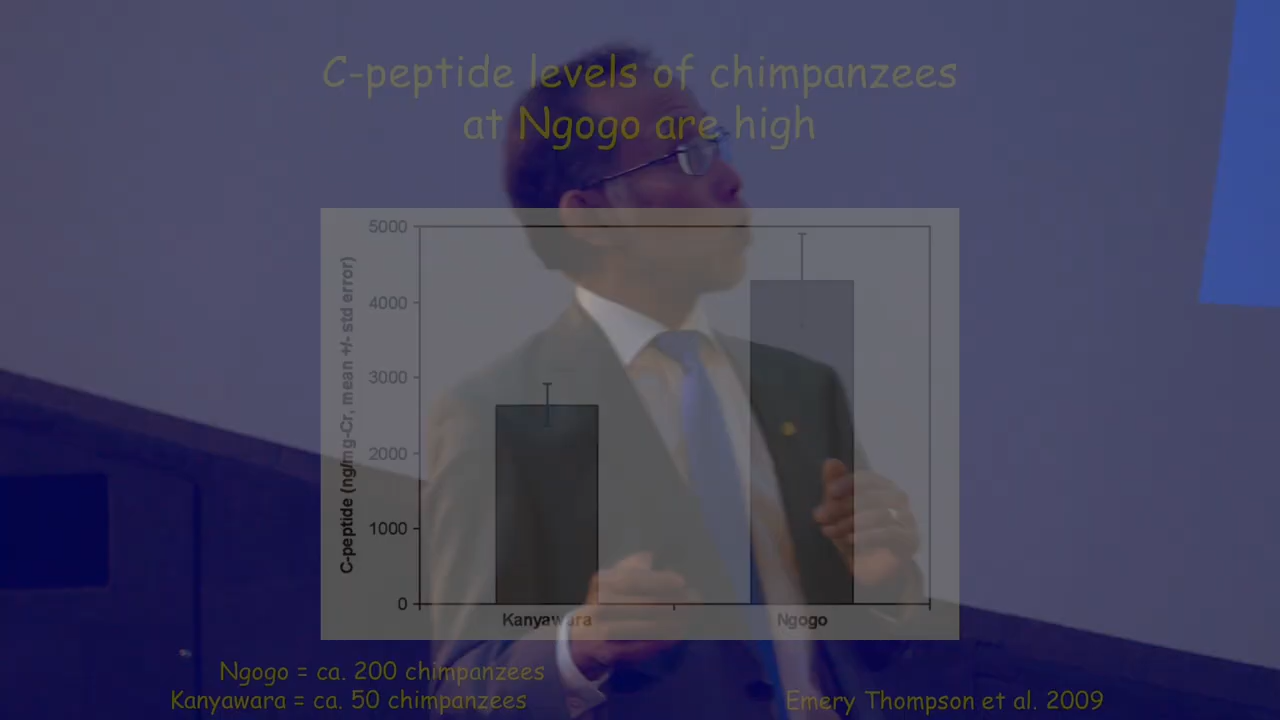 C-peptide levels of chimpanzees
at Ngogo are high
5000
4000
3000
2000
1000
0
C-peptide (ng/mg-Cr, mean +/- std error)
Kanyawara
Ngogo
Ngogo = ca. 200 chimpanzees
Kanyawara = ca. 50 chimpanzees
Emery Thompson et al. 2009